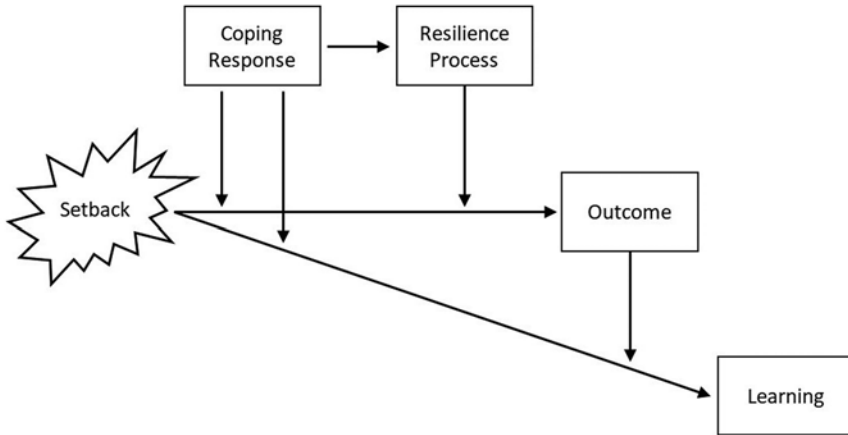 Coping
Response
Resilience
Process
Setback
Outcome
Learning